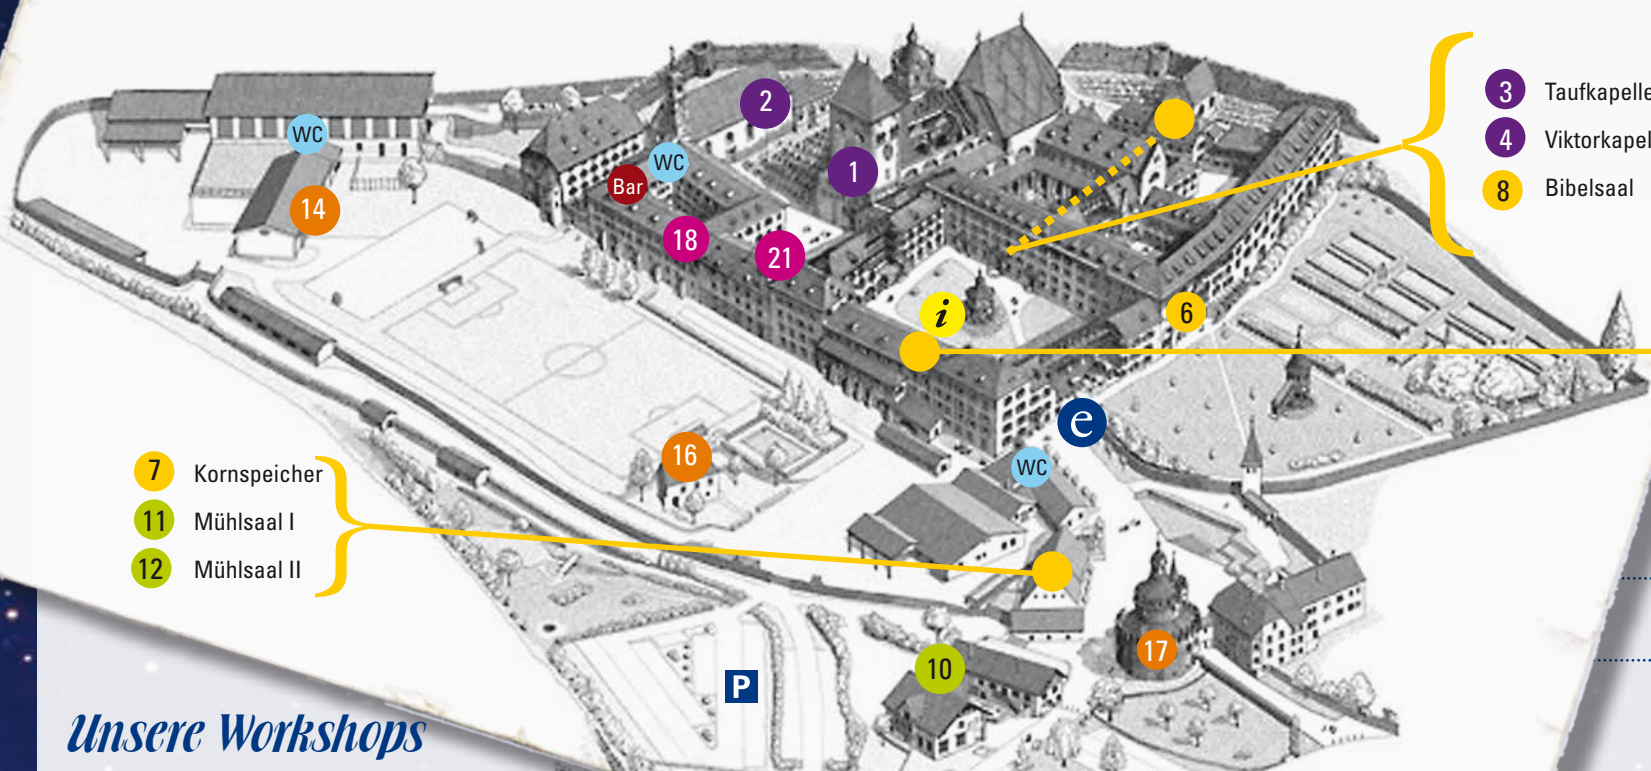 WC
2
3 Taufkapelle
WC
1
4 Viktorkapel
Bar
8 Bibelsaal
14
18
21
i
6
e
16
WC
7 Kornspeicher
11 Mühlsaal I
12 Mühlsaal II
17
10
P
Unsere Workshops